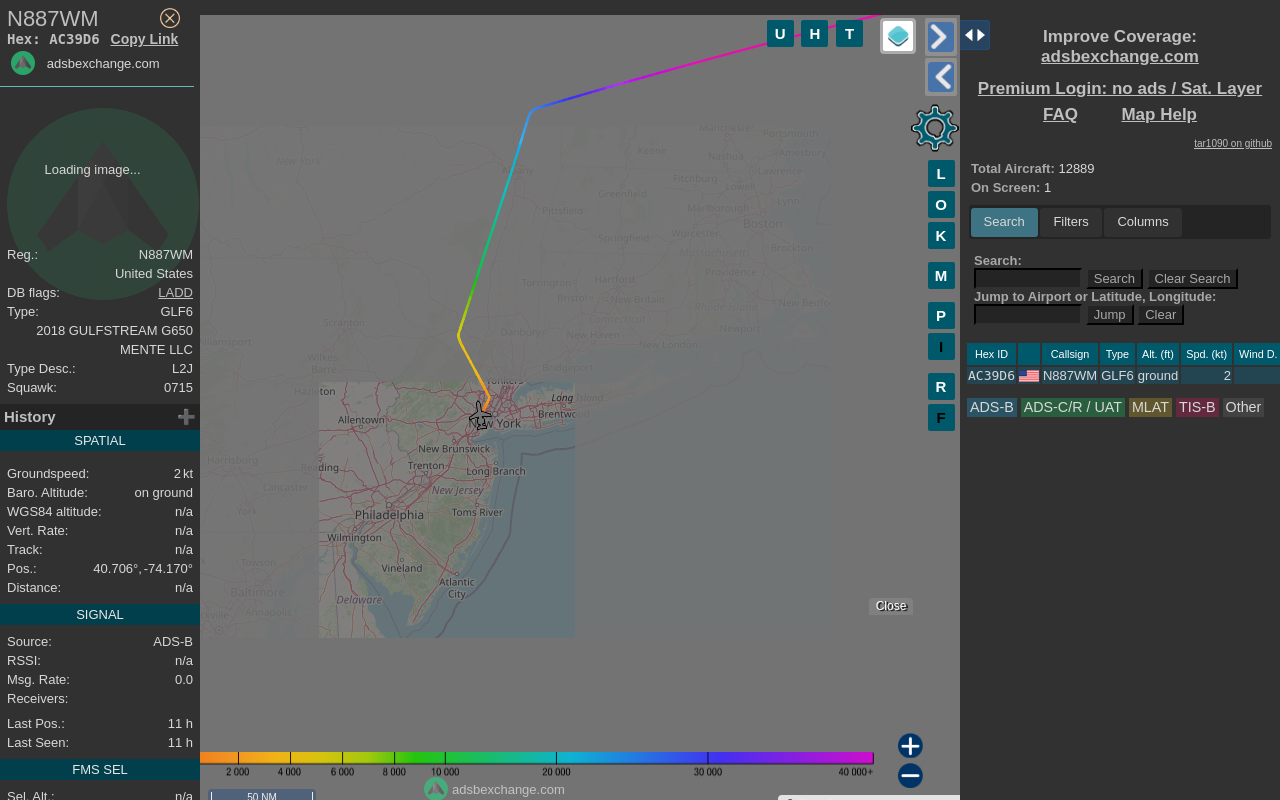 N887WM
Hex: AC39D6 Copy Link
adsbexchange.com
Loading image...
Reg.: N887WM
United States
DB flags: LADD
Type: GLF6
2018 GULFSTREAM G650
MENTE LLC
Type Desc.: L2J
Squawk: 0715
History
SPATIAL
Groundspeed: 2 kt
Baro. Altitude: on ground
WGS84 altitude: n/a
Vert. Rate: n/a
Track: n/a
Pos.: 40.706°, -74.170°
Distance: n/a
SIGNAL
Source: ADS-B
RSSI: n/a
Msg. Rate: 0.0
Receivers:
Last Pos.: 11 h
Last Seen: 11 h
FMS SEL
Sel. Alt.: n/a
U H T
L
O
K
M
P
I
R
F
Manchester
Portsmouth
Keene
Nashua
Amesbury
New York
Albany
Fitchburg
Lowell
Lawrence
Greenfield
Lynn
Pittsfield
Marlborough
Boston
Springfield
Worcester
Brockton
Massachusetts
Providence
Torrington
Hartford
Bristol
New Britain
New Bedfo
Connecticut
Scranton
Danbury
New Haven
Newport
New London
Williamsport
Wilkes-
Barre
Bridgeport
Hazleton
Yonkers
Long Island
Allentown
New York
Brentwood
New Brunswick
Harrisburg
Reading
Trenton
Long Branch
Lancaster
New Jersey
York
Philadelphia
Toms River
Wilmington
Towson
Vineland
Baltimore
Atlantic
City
Delaware
Annapolis
Close
2 000 4 000 6 000 8 000 10 000 20 000 30 000 40 000+
adsbexchange.com
50 NM
Improve Coverage:
adsbexchange.com
Premium Login: no ads / Sat. Layer
FAQ Map Help
tar1090 on github
Total Aircraft: 12889
On Screen: 1
Search Filters Columns
Search:
Search Clear Search
Jump to Airport or Latitude, Longitude:
Jump Clear
Hex ID Callsign Type Alt. (ft) Spd. (kt) Wind D.
AC39D6 N887WM GLF6 ground 2
ADS-B ADS-C/R / UAT MLAT TIS-B Other